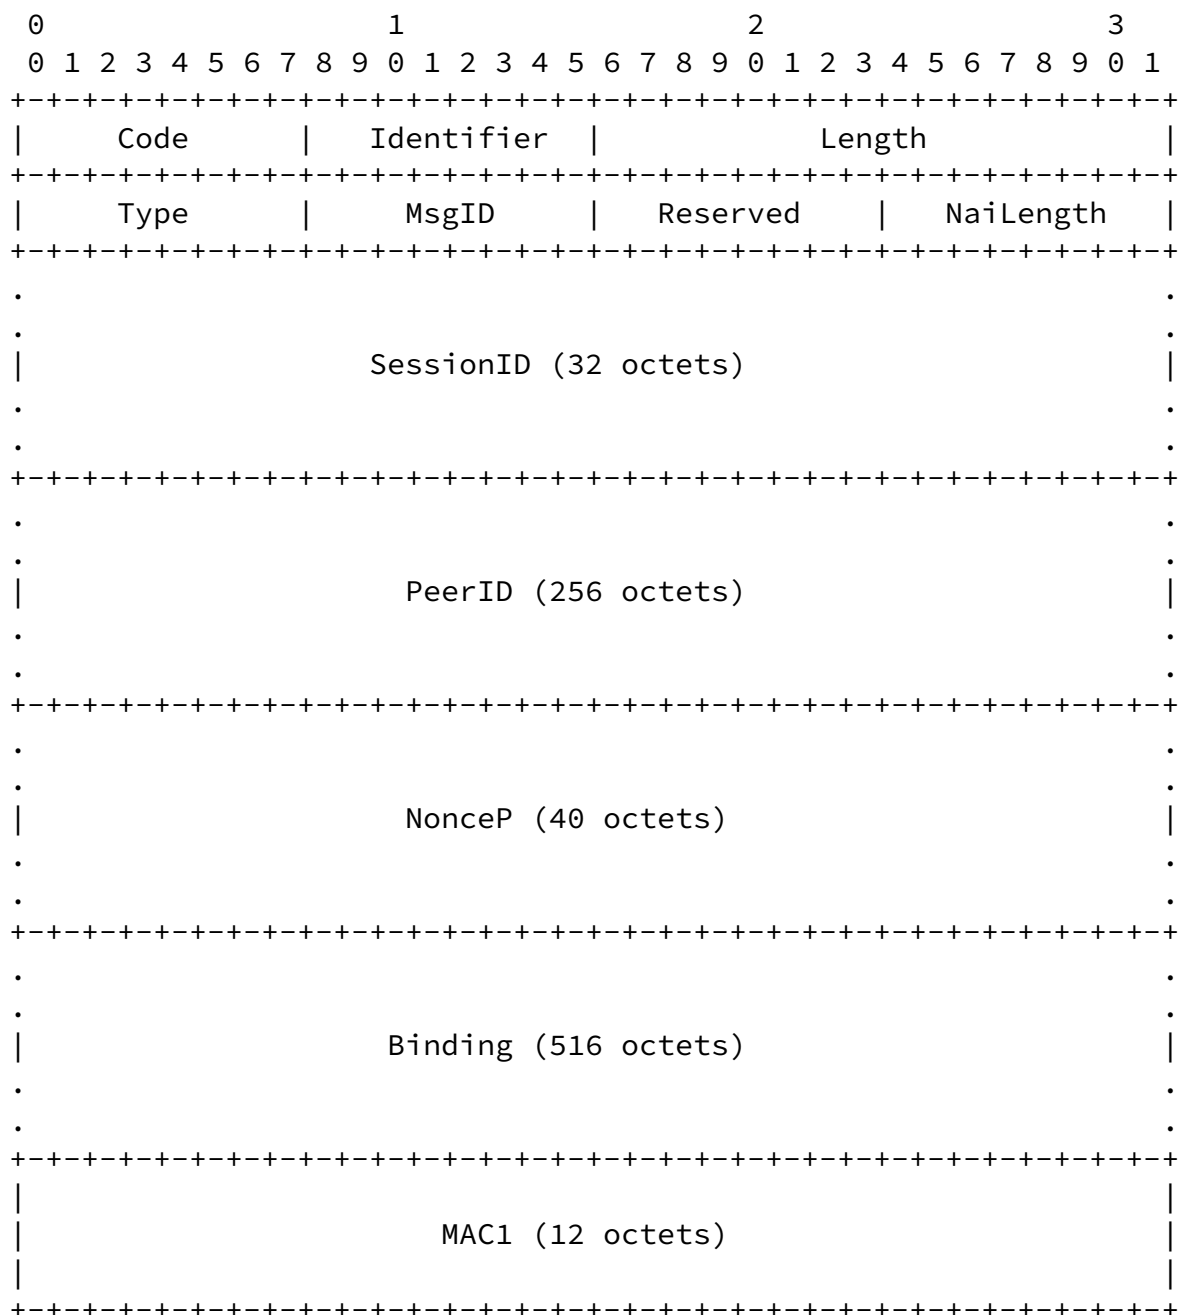 0                   1                   2                   3
 0 1 2 3 4 5 6 7 8 9 0 1 2 3 4 5 6 7 8 9 0 1 2 3 4 5 6 7 8 9 0 1
+-+-+-+-+-+-+-+-+-+-+-+-+-+-+-+-+-+-+-+-+-+-+-+-+-+-+-+-+-+-+-+-+
|     Code      |   Identifier  |            Length             |
+-+-+-+-+-+-+-+-+-+-+-+-+-+-+-+-+-+-+-+-+-+-+-+-+-+-+-+-+-+-+-+-+
|     Type      |     MsgID     |   Reserved    |   NaiLength   |
+-+-+-+-+-+-+-+-+-+-+-+-+-+-+-+-+-+-+-+-+-+-+-+-+-+-+-+-+-+-+-+-+
.                                                               .
.                                                               .
|                   SessionID (32 octets)                       |
.                                                               .
.                                                               .
+-+-+-+-+-+-+-+-+-+-+-+-+-+-+-+-+-+-+-+-+-+-+-+-+-+-+-+-+-+-+-+-+
.                                                               .
.                                                               .
|                     PeerID (256 octets)                       |
.                                                               .
.                                                               .
+-+-+-+-+-+-+-+-+-+-+-+-+-+-+-+-+-+-+-+-+-+-+-+-+-+-+-+-+-+-+-+-+
.                                                               .
.                                                               .
|                     NonceP (40 octets)                        |
.                                                               .
.                                                               .
+-+-+-+-+-+-+-+-+-+-+-+-+-+-+-+-+-+-+-+-+-+-+-+-+-+-+-+-+-+-+-+-+
.                                                               .
.                                                               .
|                    Binding (516 octets)                       |
.                                                               .
.                                                               .
+-+-+-+-+-+-+-+-+-+-+-+-+-+-+-+-+-+-+-+-+-+-+-+-+-+-+-+-+-+-+-+-+
|                                                               |
|                       MAC1 (12 octets)                        |
|                                                               |
+-+-+-+-+-+-+-+-+-+-+-+-+-+-+-+-+-+-+-+-+-+-+-+-+-+-+-+-+-+-+-+-+